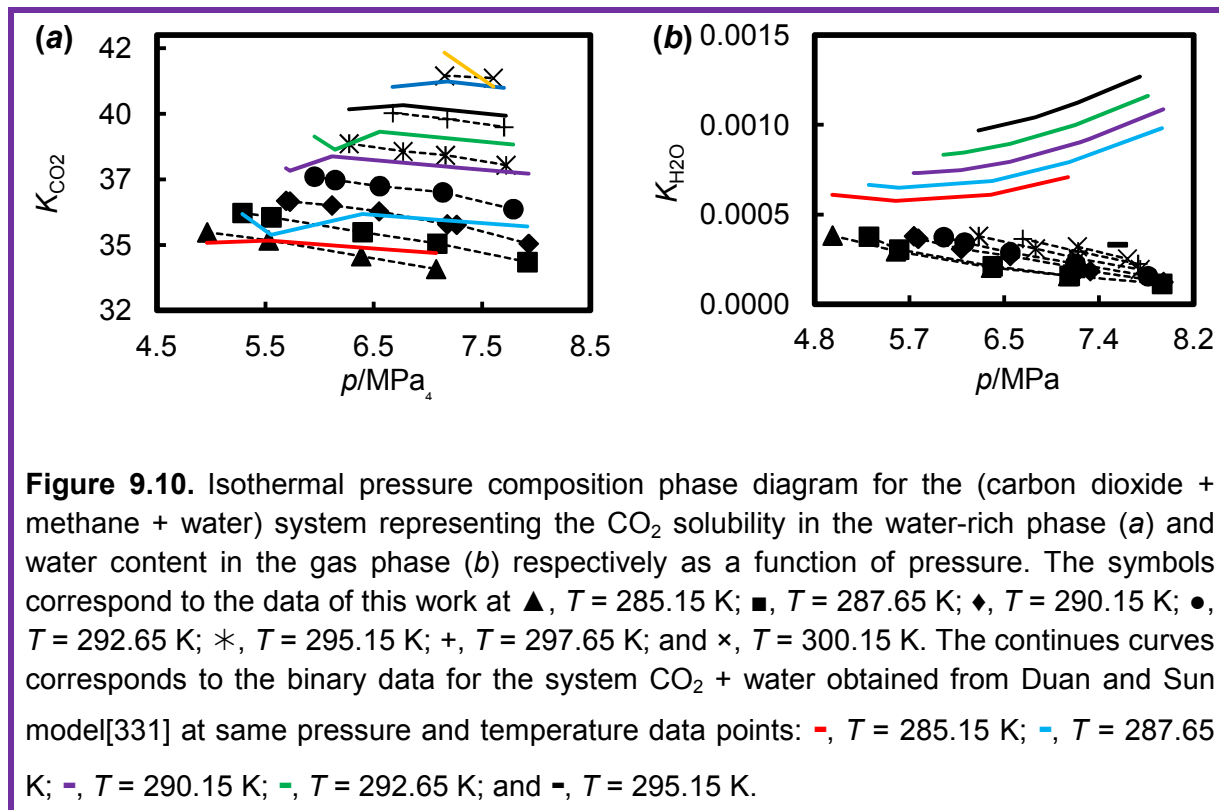 (a)
42
40
37
35
32
K_CO2
4.5 5.5 6.5 7.5 8.5
p/MPa₄
(b)
0.0015
0.0010
0.0005
0.0000
K_H2O
4.8 5.7 6.5 7.4 8.2
p/MPa
Figure 9.10. Isothermal pressure composition phase diagram for the (carbon dioxide +
methane + water) system representing the CO₂ solubility in the water-rich phase (a) and
water content in the gas phase (b) respectively as a function of pressure. The symbols
correspond to the data of this work at ▲, T = 285.15 K; ■, T = 287.65 K; ♦, T = 290.15 K; ●,
T = 292.65 K; ✳, T = 295.15 K; +, T = 297.65 K; and ×, T = 300.15 K. The continues curves
corresponds to the binary data for the system CO₂ + water obtained from Duan and Sun
model[331] at same pressure and temperature data points: -, T = 285.15 K; -, T = 287.65
K; -, T = 290.15 K; -, T = 292.65 K; and -, T = 295.15 K.